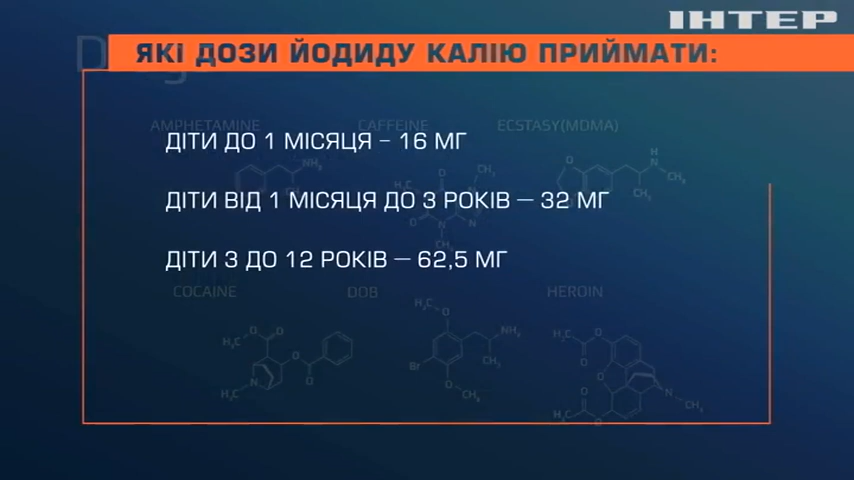 ІНТЕР
ЯКІ ДОЗИ ЙОДИДУ КАЛІЮ ПРИЙМАТИ:
AMPHETAMINE CAFFEINE ECSTASY(MDMA)
ДІТИ ДО 1 МІСЯЦЯ – 16 МГ
ДІТИ ВІД 1 МІСЯЦЯ ДО 3 РОКІВ — 32 МГ
ДІТИ 3 ДО 12 РОКІВ — 62,5 МГ
COCAINE DOB HEROIN